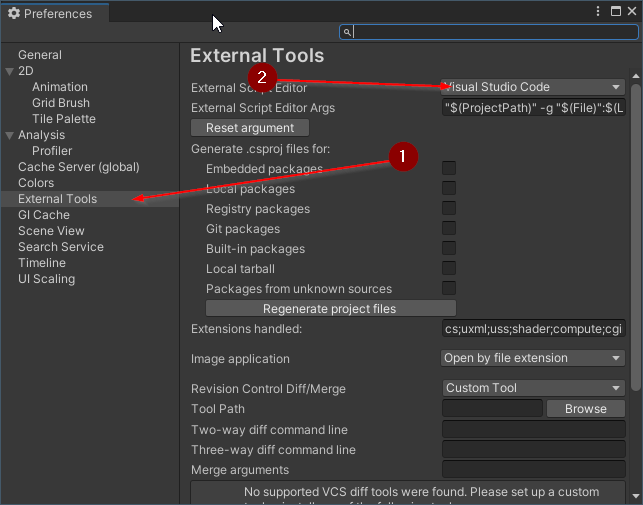 Preferences
General
2D
Animation
Grid Brush
Tile Palette
Analysis
Profiler
Cache Server (global)
Colors
External Tools
GI Cache
Scene View
Search Service
Timeline
UI Scaling
External Tools
2
External Script Editor Visual Studio Code
External Script Editor Args "$(ProjectPath)" -g "$(File)":$(L
Reset argument
Generate .csproj files for:
1
Embedded packages
Local packages
Registry packages
Git packages
Built-in packages
Local tarball
Packages from unknown sources
Regenerate project files
Extensions handled: cs;uxml;uss;shader;compute;cgi
Image application Open by file extension
Revision Control Diff/Merge Custom Tool
Tool Path Browse
Two-way diff command line
Three-way diff command line
Merge arguments
No supported VCS diff tools were found. Please set up a custom